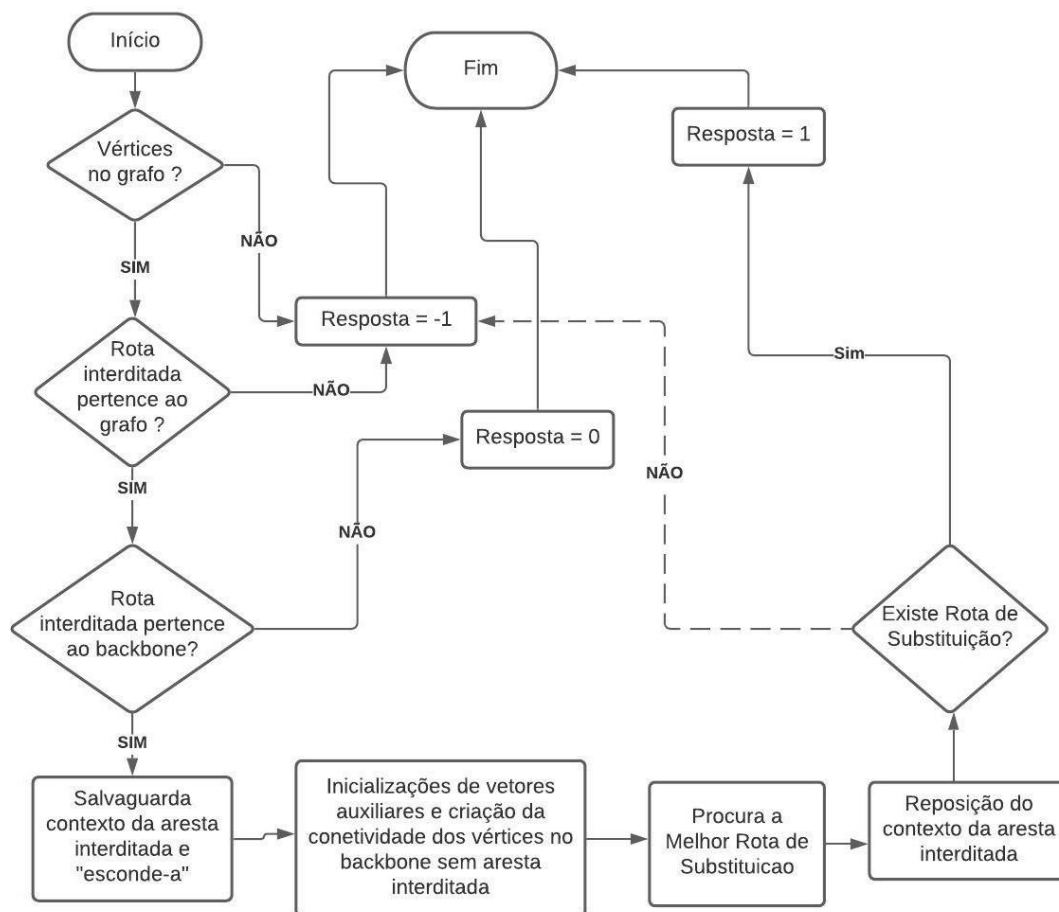 Início
Fim
Resposta = 1
Vértices
no grafo ?
NÃO
SIM
Resposta = -1
Rota
interditada
pertence ao
grafo ?
NÃO
Sim
Resposta = 0
SIM
NÃO
NÃO
Rota
interditada pertence
ao backbone?
Existe Rota de
Substituição?
SIM
Salvaguarda
contexto da aresta
interditada e
"esconde-a"
Inicializações de vetores
auxiliares e criação da
conetividade dos vértices no
backbone sem aresta
interditada
Procura a
Melhor Rota de
Substituicao
Reposição do
contexto da aresta
interditada